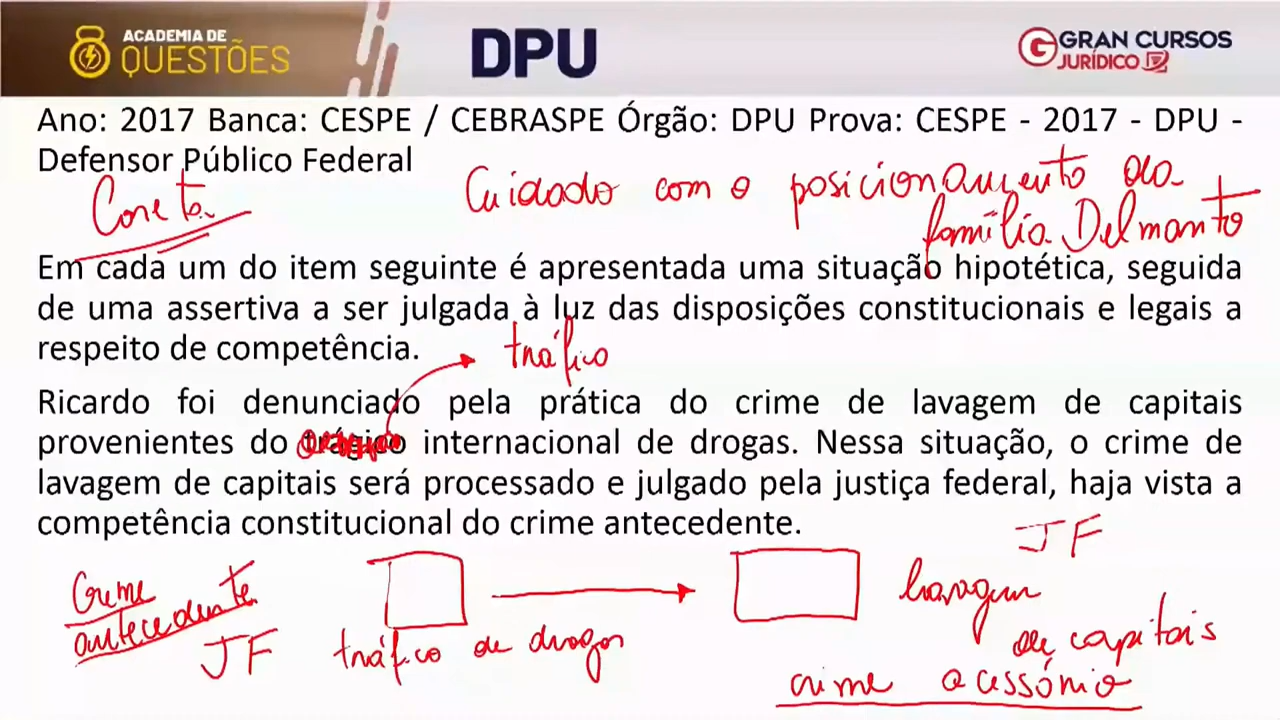 ACADEMIA DE
QUESTÕES
DPU
GRAN CURSOS
JURÍDICO
Ano: 2017 Banca: CESPE / CEBRASPE Órgão: DPU Prova: CESPE - 2017 - DPU -
Defensor Público Federal
Correta
Cuidado com o posicionamento da
família Delmanto
Em cada um do item seguinte é apresentada uma situação hipotética, seguida
de uma assertiva a ser julgada à luz das disposições constitucionais e legais a
respeito de competência.
tráfico
Ricardo foi denunciado pela prática do crime de lavagem de capitais
provenientes do trágico internacional de drogas. Nessa situação, o crime de
lavagem de capitais será processado e julgado pela justiça federal, haja vista a
competência constitucional do crime antecedente.
JF
Crime
antecedente
JF
tráfico de drogas
lavagem
de capitais
crime acessório